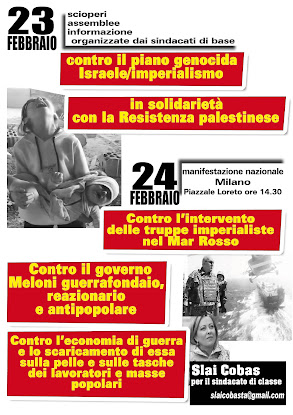 23
FEBBRAIO
scioperi
assemblee
informazione
organizzate dai sindacati di base
contro il piano genocida
Israele/imperialismo
in solidarietà
con la Resistenza palestinese
24
FEBBRAIO
manifestazione nazionale
Milano
Piazzale Loreto ore 14.30
Contro l'intervento
delle truppe imperialiste
nel Mar Rosso
Contro il governo
Meloni guerrafondaio,
reazionario
e antipopolare
Contro l'economia di guerra
e lo scaricamento di essa
sulla pelle e sulle tasche
dei lavoratori e masse
popolari
Slai Cobas
per il sindacato di classe
slaicobasta@gmail.com